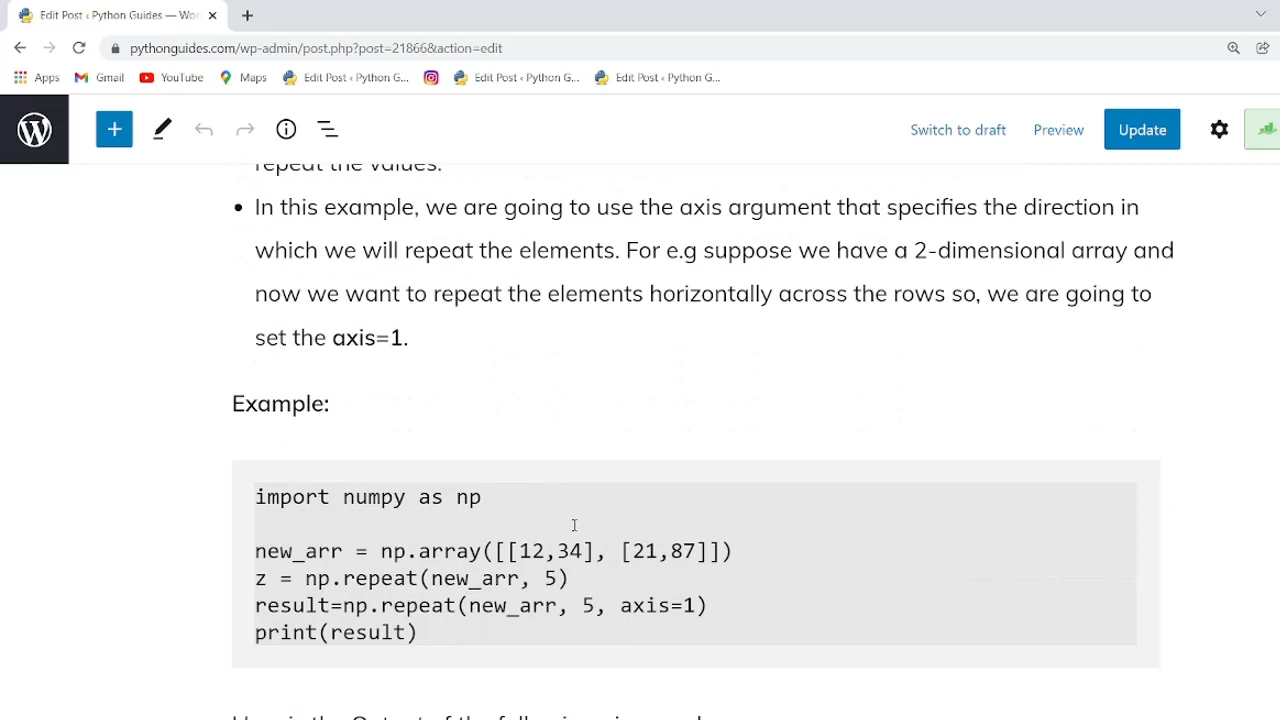 Edit Post ‹ Python Guides — Wor
pythonguides.com/wp-admin/post.php?post=21866&action=edit
Apps Gmail YouTube Maps Edit Post ‹ Python G... Edit Post ‹ Python G... Edit Post ‹ Python G...
Switch to draft Preview Update
repeat the values.
• In this example, we are going to use the axis argument that specifies the direction in
which we will repeat the elements. For e.g suppose we have a 2-dimensional array and
now we want to repeat the elements horizontally across the rows so, we are going to
set the axis=1.
Example:
import numpy as np
new_arr = np.array([[12,34], [21,87]])
z = np.repeat(new_arr, 5)
result=np.repeat(new_arr, 5, axis=1)
print(result)